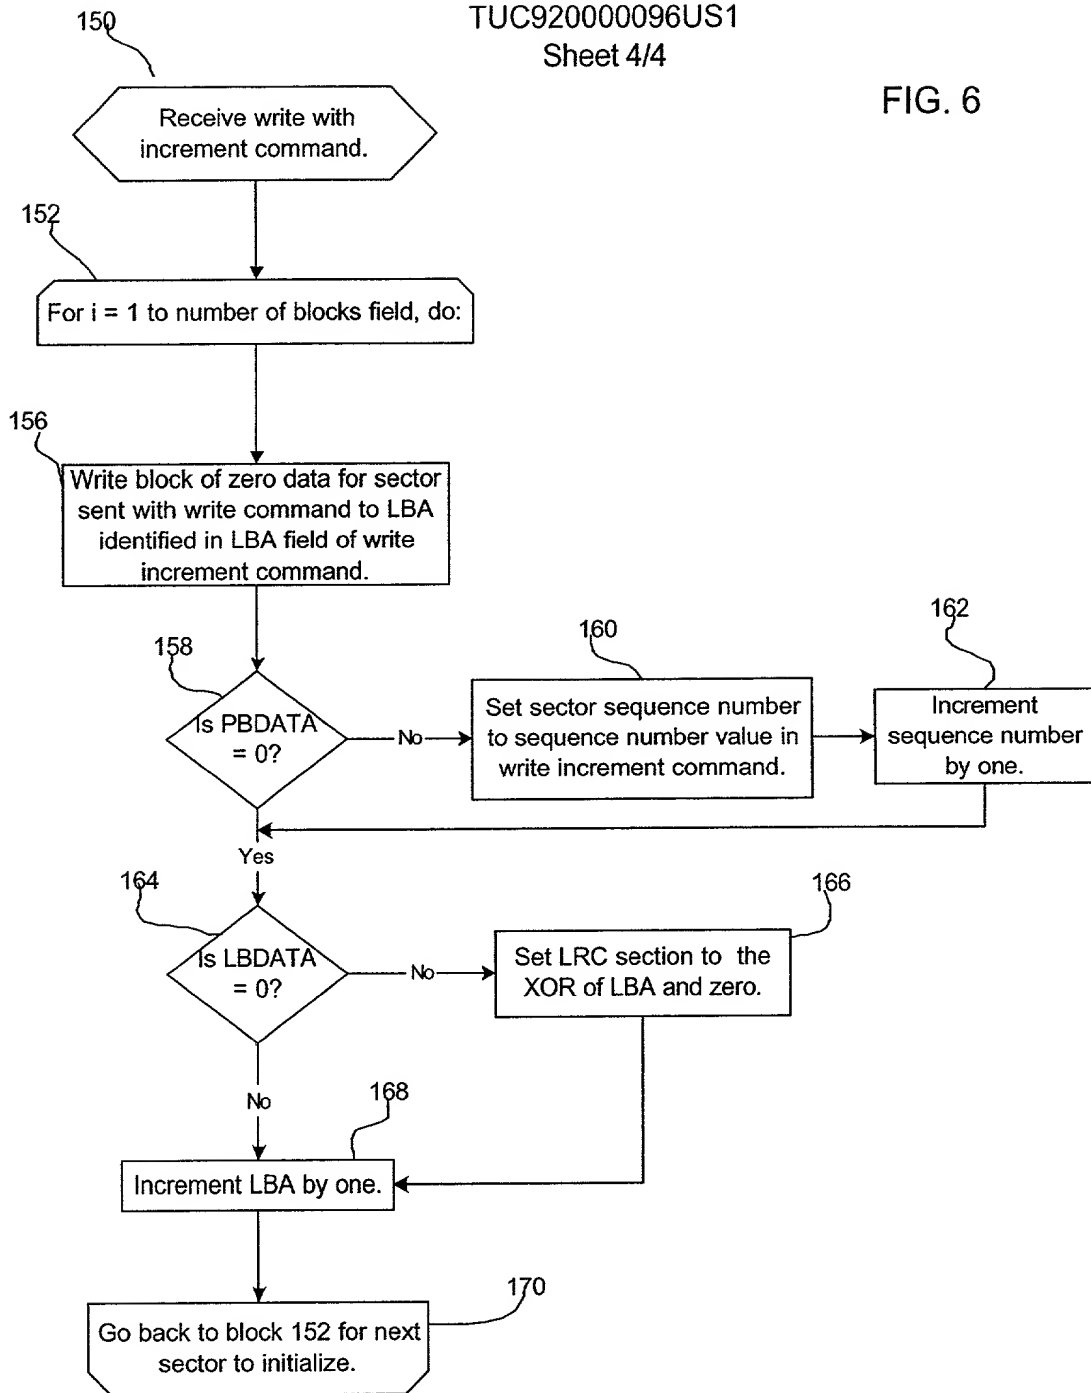 TUC920000096US1
Sheet 4/4
FIG. 6
150
Receive write with
increment command.
152
For i = 1 to number of blocks field, do:
156
Write block of zero data for sector
sent with write command to LBA
identified in LBA field of write
increment command.
158
Is PBDATA
= 0?
No
160
Set sector sequence number
to sequence number value in
write increment command.
162
Increment
sequence number
by one.
Yes
164
Is LBDATA
= 0?
No
166
Set LRC section to the
XOR of LBA and zero.
No
168
Increment LBA by one.
170
Go back to block 152 for next
sector to initialize.